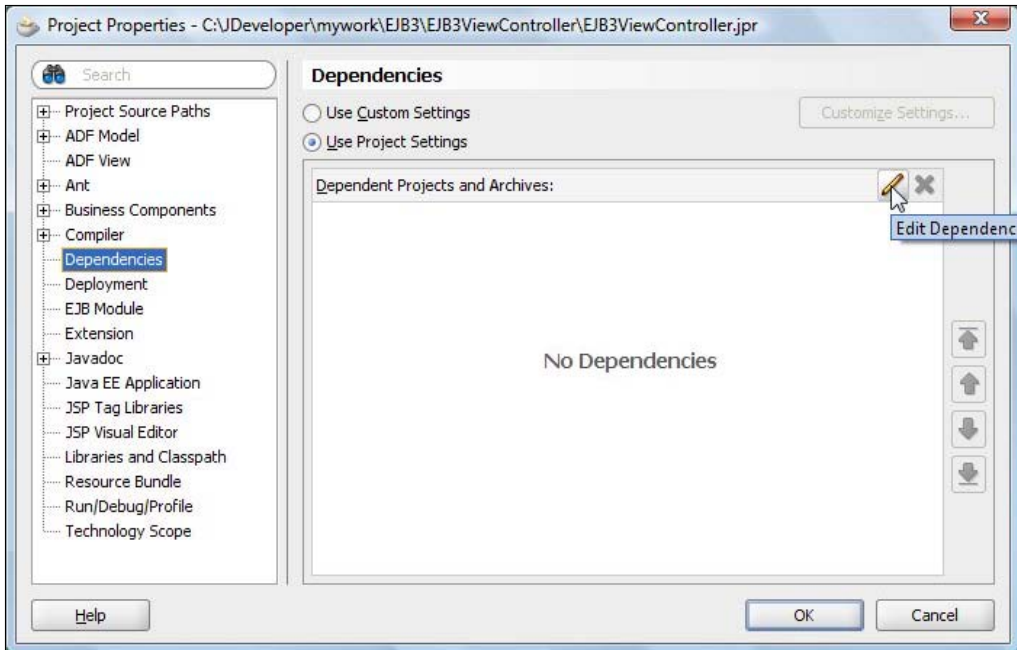 Project Properties - C:\JDeveloper\mywork\EJB3\EJB3ViewController\EJB3ViewController.jpr
Search
Project Source Paths
ADF Model
ADF View
Ant
Business Components
Compiler
Dependencies
Deployment
EJB Module
Extension
Javadoc
Java EE Application
JSP Tag Libraries
JSP Visual Editor
Libraries and Classpath
Resource Bundle
Run/Debug/Profile
Technology Scope
Dependencies
Use Custom Settings
Customize Settings...
Use Project Settings
Dependent Projects and Archives:
Edit Dependenc
No Dependencies
Help
OK
Cancel